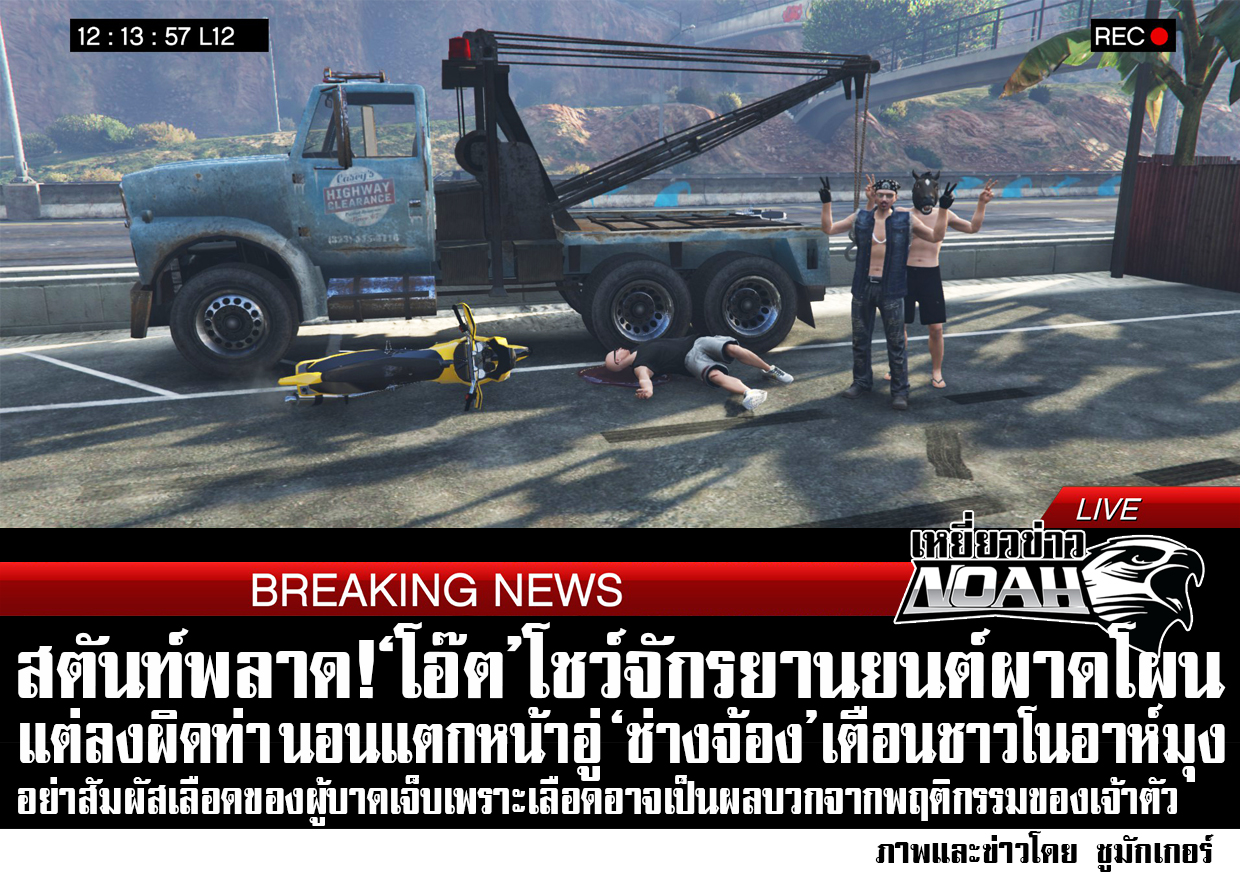 12 : 13 : 57 L12
REC
Casey's
HIGHWAY
CLEARANCE
LIVE
เหยี่ยวข่าว
NOAH
BREAKING NEWS
สตันท์พลาด! ‘โอ๊ต’ โชว์จักรยานยนต์ผาดโผน
แต่ลงผิดท่า นอนแตกหน้าอู่ ‘ช่างจ้อง’ เตือนชาวโนอาห์มุง
อย่าสัมผัสเลือดของผู้บาดเจ็บเพราะเลือดอาจเป็นผลบวกจากพฤติกรรมของเจ้าตัว
ภาพและข่าวโดย ชูมักเกอร์